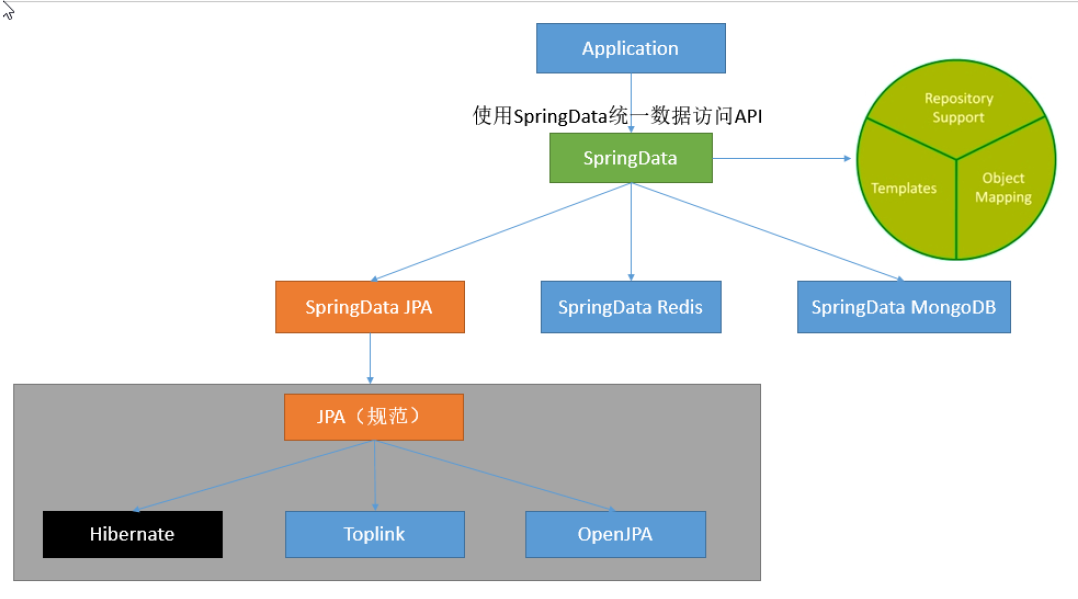 Application
使用SpringData统一数据访问API
SpringData
Repository
Support
Templates
Object
Mapping
SpringData JPA
SpringData Redis
SpringData MongoDB
JPA（规范）
Hibernate
Toplink
OpenJPA